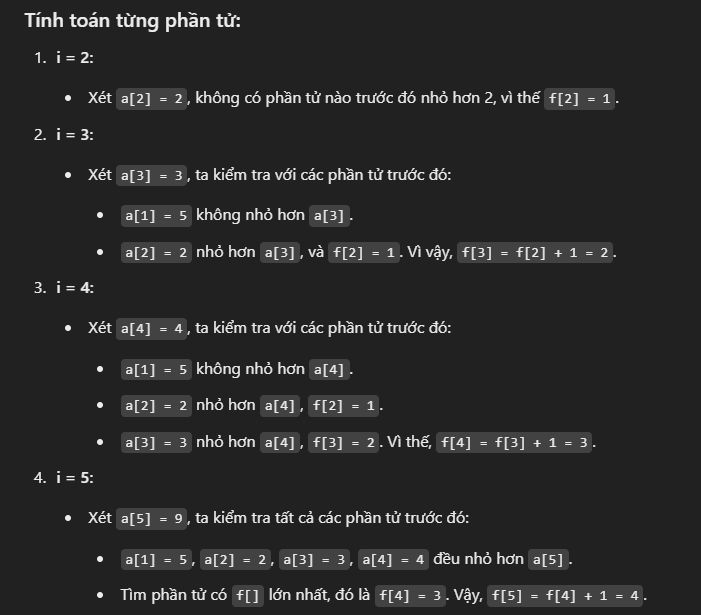 Tính toán từng phần tử:
1. i = 2:
• Xét a[2] = 2, không có phần tử nào trước đó nhỏ hơn 2, vì thế f[2] = 1.
2. i = 3:
• Xét a[3] = 3, ta kiểm tra với các phần tử trước đó:
• a[1] = 5 không nhỏ hơn a[3].
• a[2] = 2 nhỏ hơn a[3], và f[2] = 1. Vì vậy, f[3] = f[2] + 1 = 2.
3. i = 4:
• Xét a[4] = 4, ta kiểm tra với các phần tử trước đó:
• a[1] = 5 không nhỏ hơn a[4].
• a[2] = 2 nhỏ hơn a[4], f[2] = 1.
• a[3] = 3 nhỏ hơn a[4], f[3] = 2. Vì thế, f[4] = f[3] + 1 = 3.
4. i = 5:
• Xét a[5] = 9, ta kiểm tra tất cả các phần tử trước đó:
• a[1] = 5, a[2] = 2, a[3] = 3, a[4] = 4 đều nhỏ hơn a[5].
• Tìm phần tử có f[] lớn nhất, đó là f[4] = 3. Vậy, f[5] = f[4] + 1 = 4.